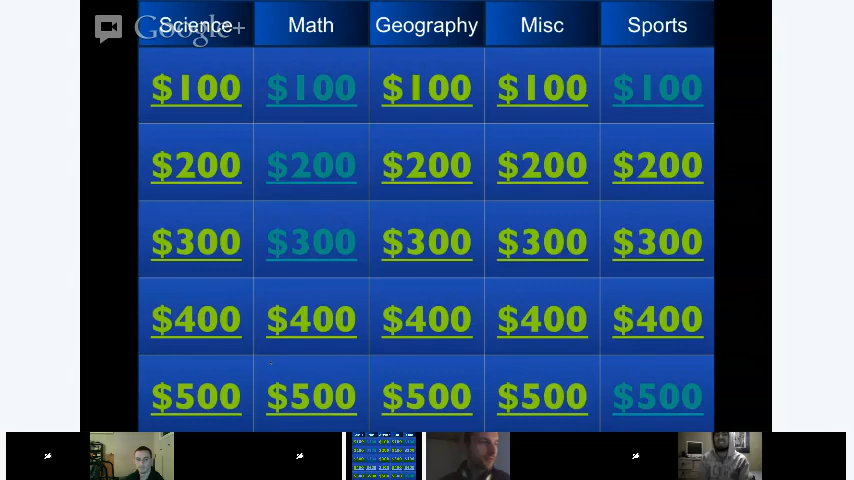 Google+
Science Math Geography Misc Sports
$100 $100 $100 $100 $100
$200 $200 $200 $200 $200
$300 $300 $300 $300 $300
$400 $400 $400 $400 $400
$500 $500 $500 $500 $500